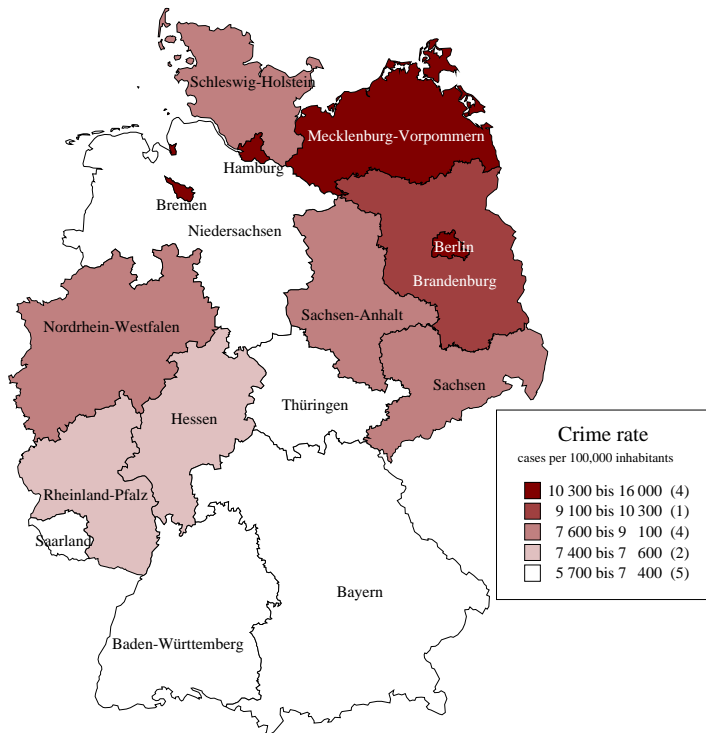 Schleswig-Holstein
Mecklenburg-Vorpommern
Hamburg
Bremen
Niedersachsen
Berlin
Brandenburg
Sachsen-Anhalt
Nordrhein-Westfalen
Sachsen
Thüringen
Hessen
Rheinland-Pfalz
Saarland
Bayern
Baden-Württemberg
Crime rate
cases per 100,000 inhabitants
10 300 bis 16 000 (4)
9 100 bis 10 300 (1)
7 600 bis 9 100 (4)
7 400 bis 7 600 (2)
5 700 bis 7 400 (5)